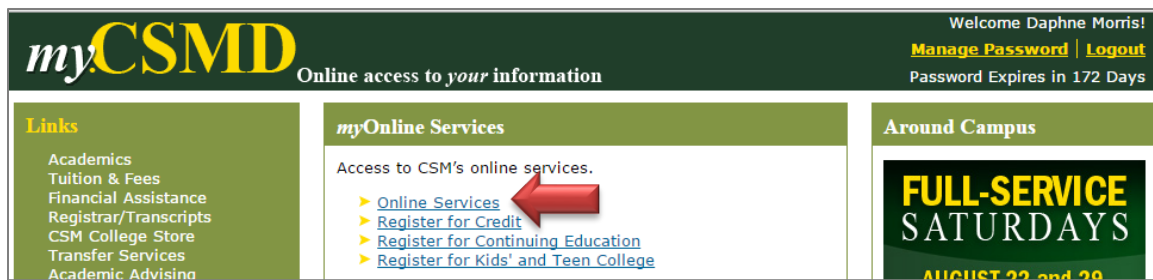 my.CSMD
Online access to your information
Welcome Daphne Morris!
Manage Password | Logout
Password Expires in 172 Days
Links
Academics
Tuition & Fees
Financial Assistance
Registrar/Transcripts
CSM College Store
Transfer Services
Academic Advising
myOnline Services
Access to CSM's online services.
Online Services
Register for Credit
Register for Continuing Education
Register for Kids' and Teen College
Around Campus
FULL-SERVICE
SATURDAYS
AUGUST 22 and 29